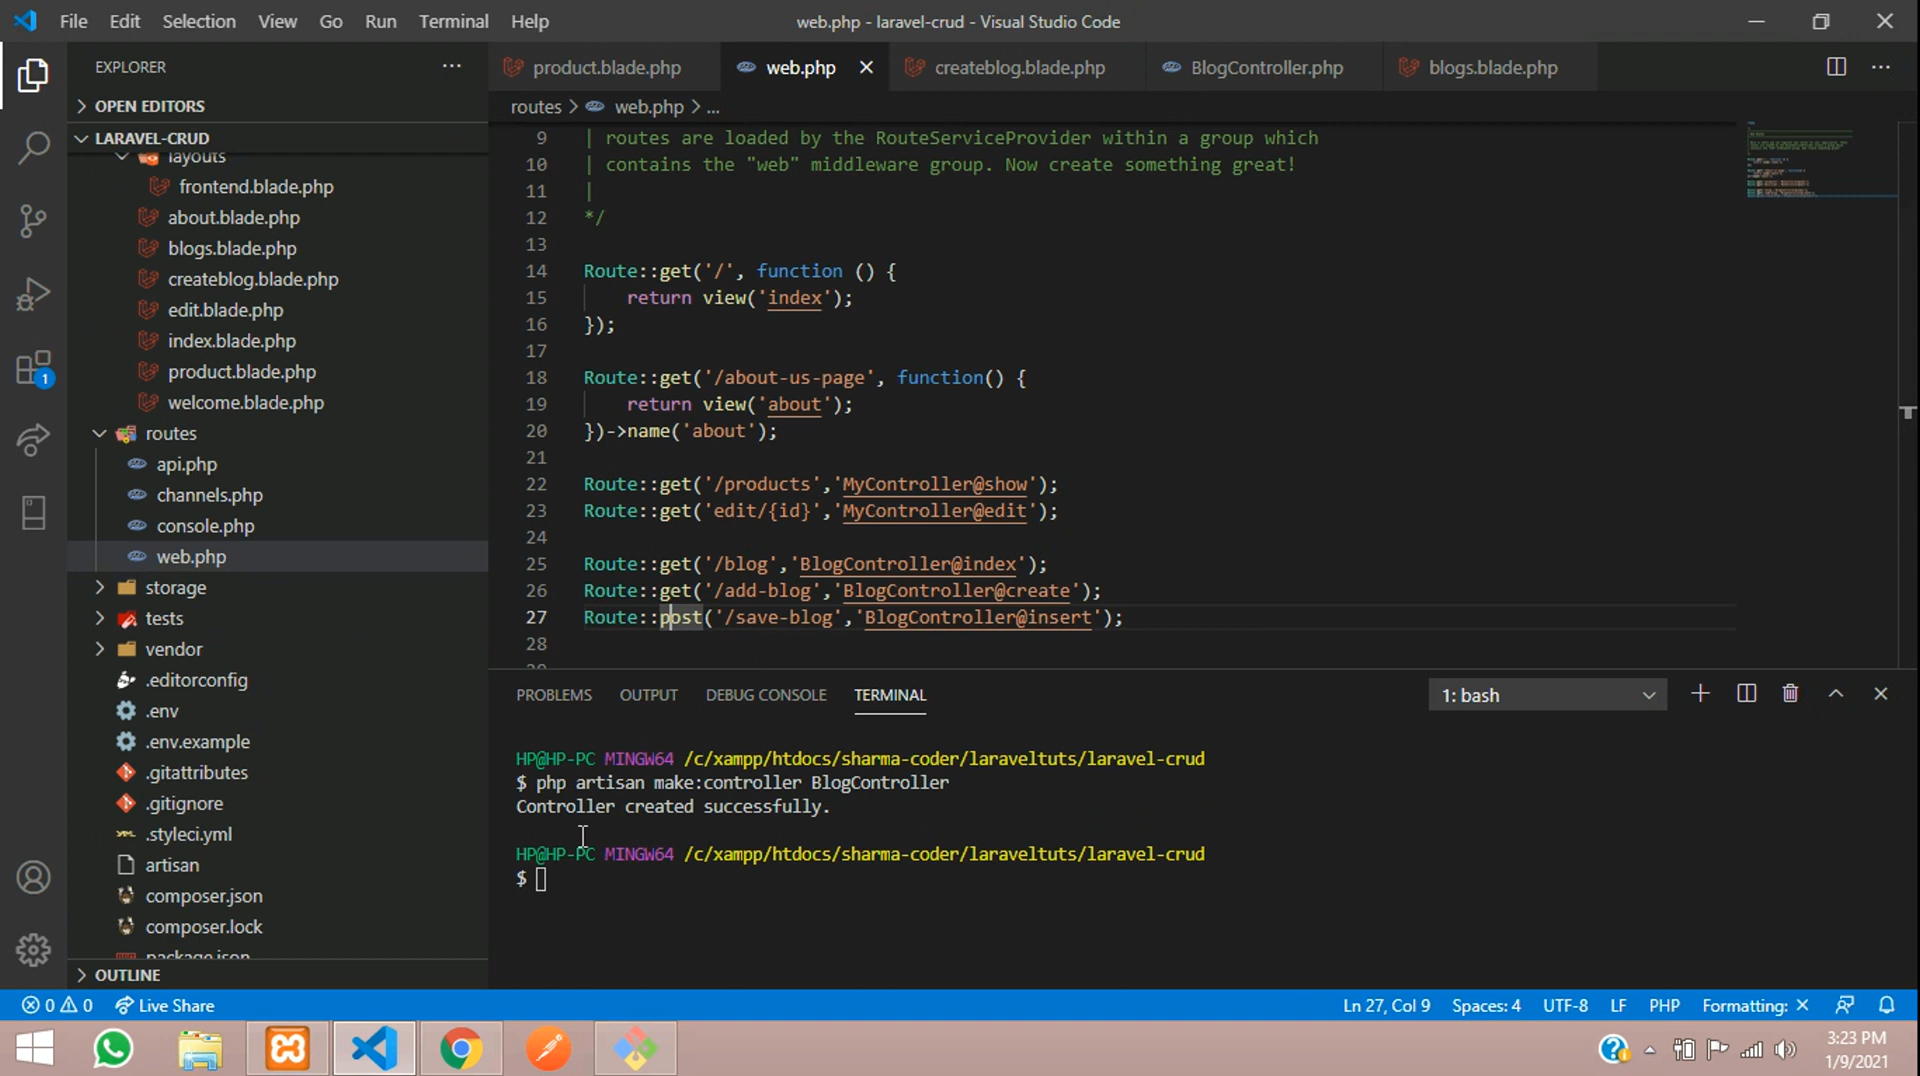 File Edit Selection View Go Run Terminal Help
web.php - laravel-crud - Visual Studio Code
EXPLORER
OPEN EDITORS
LARAVEL-CRUD
layouts
frontend.blade.php
about.blade.php
blogs.blade.php
createblog.blade.php
edit.blade.php
index.blade.php
product.blade.php
welcome.blade.php
routes
api.php
channels.php
console.php
web.php
storage
tests
vendor
.editorconfig
.env
.env.example
.gitattributes
.gitignore
.styleci.yml
artisan
composer.json
composer.lock
package.json
OUTLINE
1
product.blade.php web.php createblog.blade.php BlogController.php blogs.blade.php
routes > web.php > ...
9 | routes are loaded by the RouteServiceProvider within a group which
10 | contains the "web" middleware group. Now create something great!
11 |
12 */
13
14 Route::get('/', function () {
15 return view('index');
16 });
17
18 Route::get('/about-us-page', function() {
19 return view('about');
20 })->name('about');
21
22 Route::get('/products','MyController@show');
23 Route::get('edit/{id}','MyController@edit');
24
25 Route::get('/blog','BlogController@index');
26 Route::get('/add-blog','BlogController@create');
27 Route::post('/save-blog','BlogController@insert');
28
29
PROBLEMS OUTPUT DEBUG CONSOLE TERMINAL 1: bash
HP@HP-PC MINGW64 /c/xampp/htdocs/sharma-coder/laraveltuts/laravel-crud
$ php artisan make:controller BlogController
Controller created successfully.
HP@HP-PC MINGW64 /c/xampp/htdocs/sharma-coder/laraveltuts/laravel-crud
$
0 0 Live Share Ln 27, Col 9 Spaces: 4 UTF-8 LF PHP Formatting: ×
3:23 PM
1/9/2021